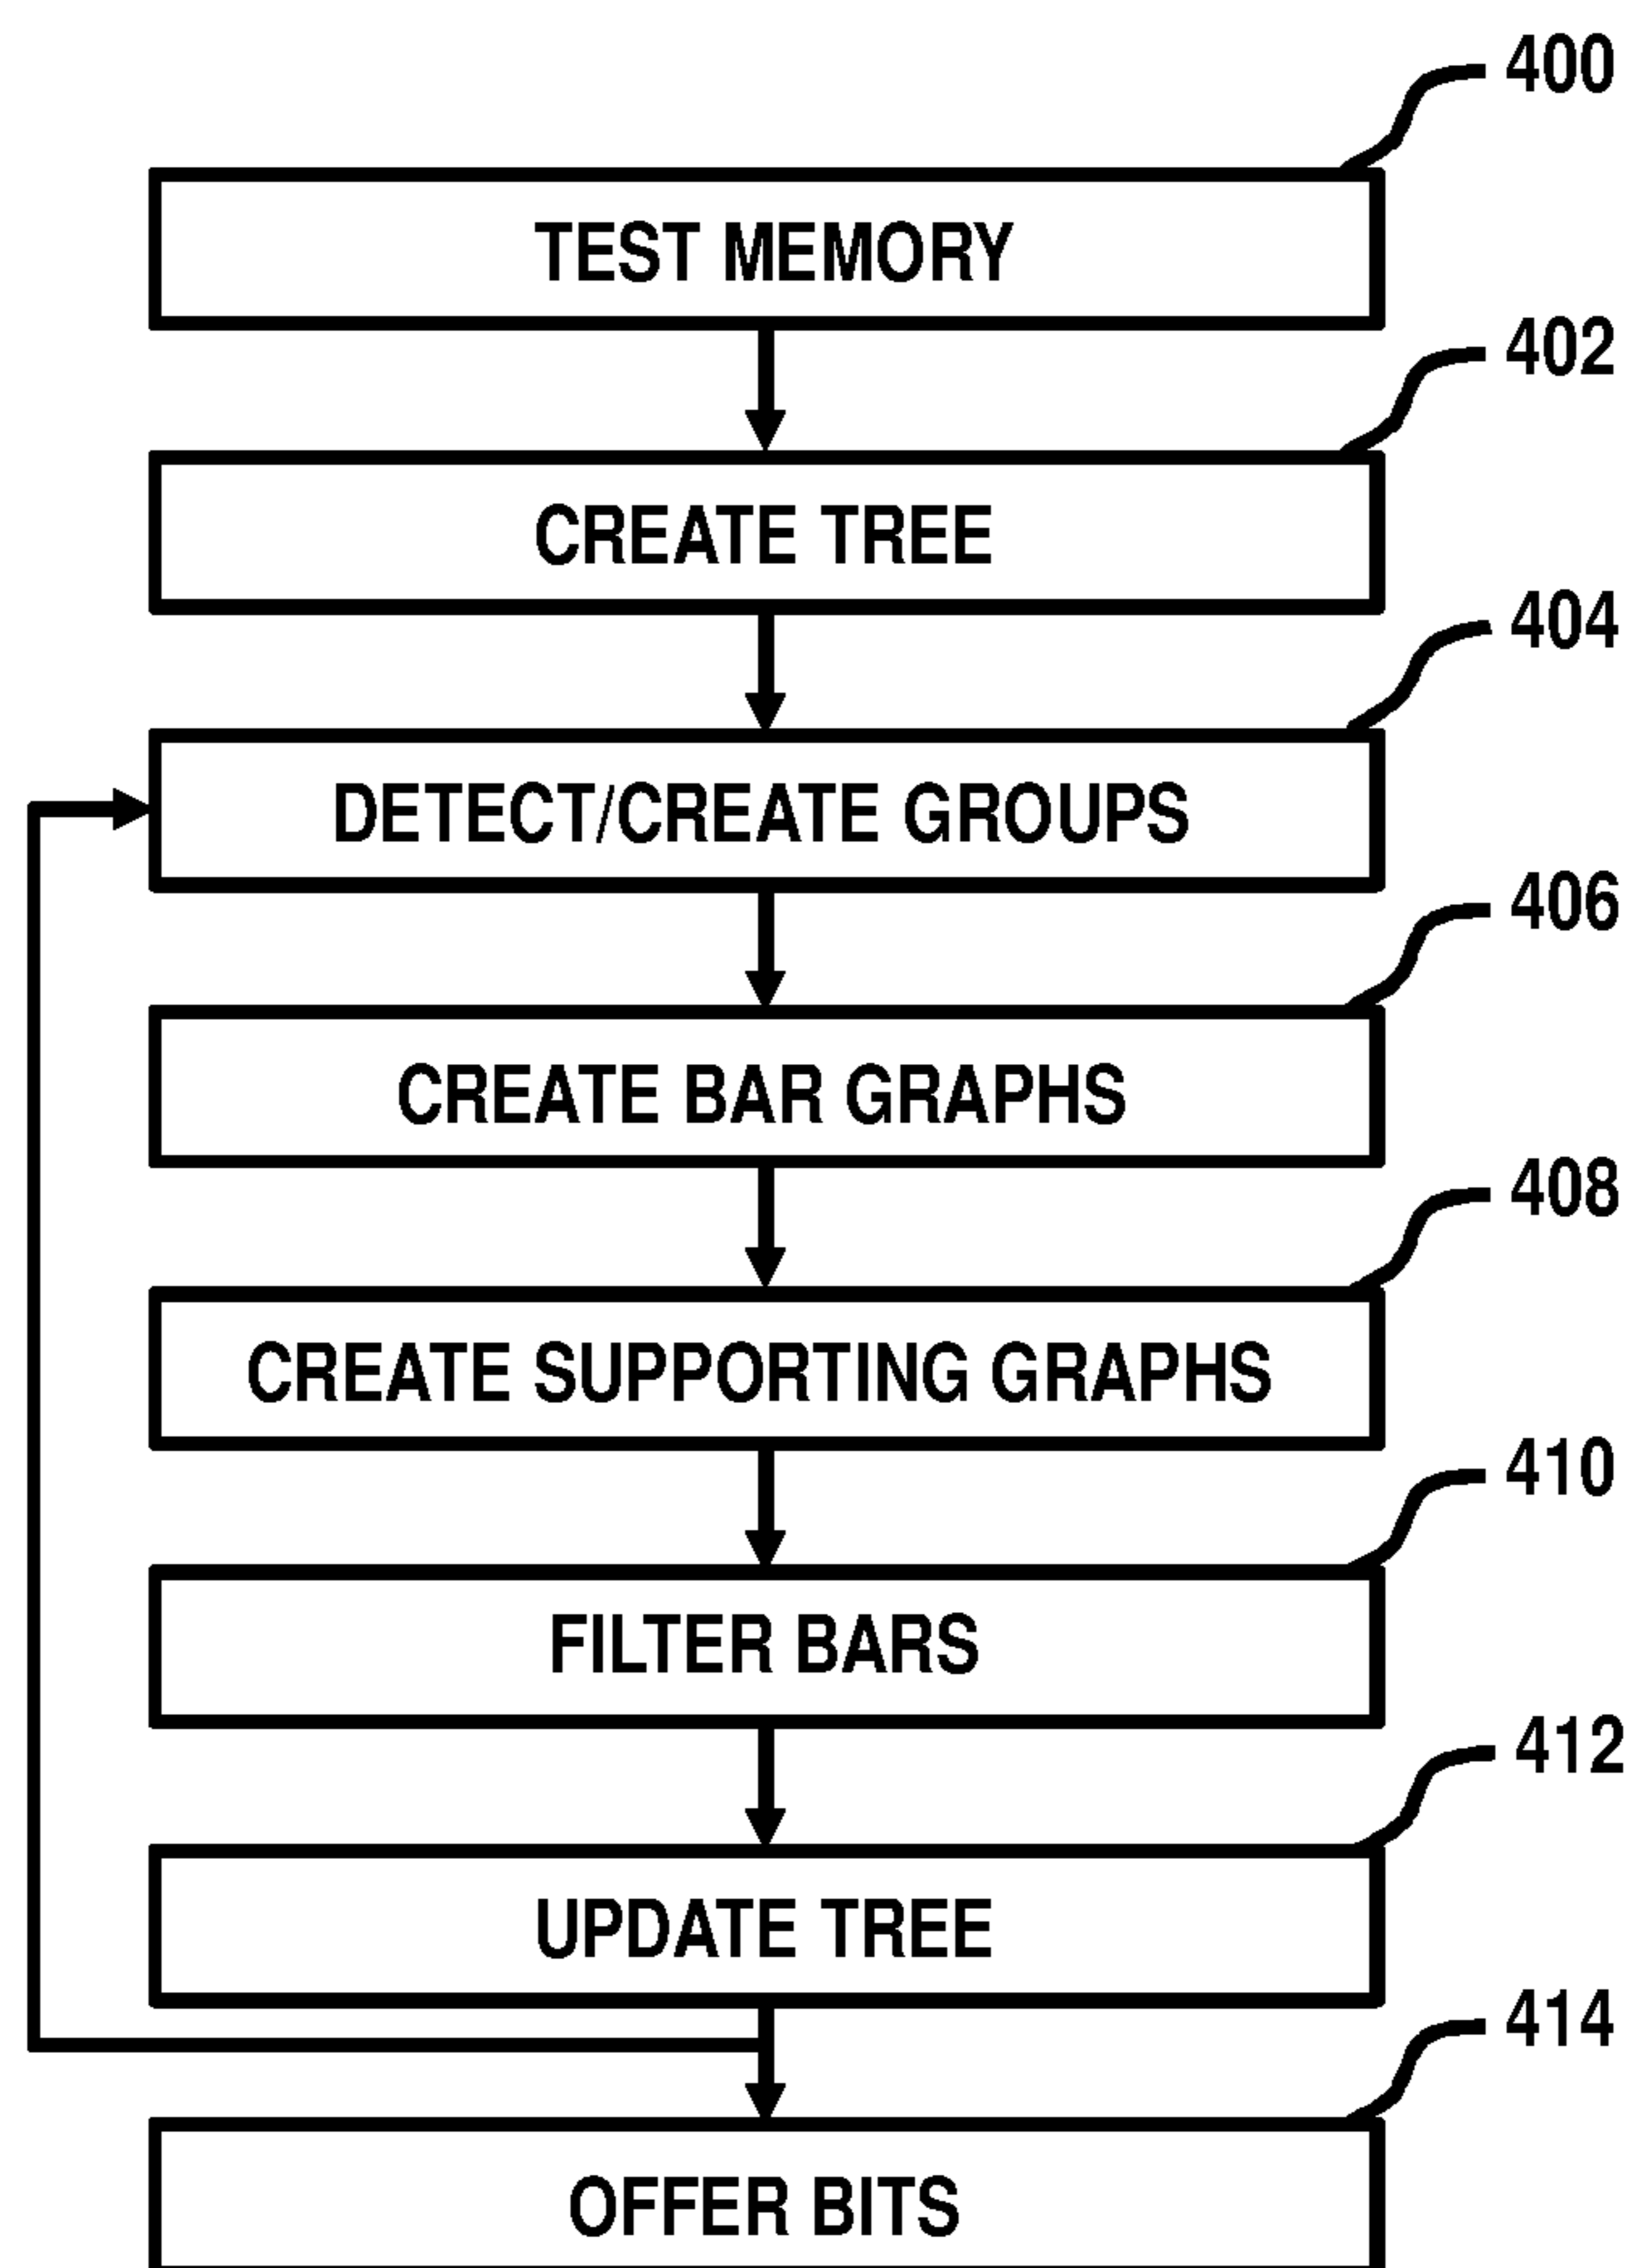 400
TEST MEMORY
402
CREATE TREE
404
DETECT/CREATE GROUPS
406
CREATE BAR GRAPHS
408
CREATE SUPPORTING GRAPHS
410
FILTER BARS
412
UPDATE TREE
414
OFFER BITS